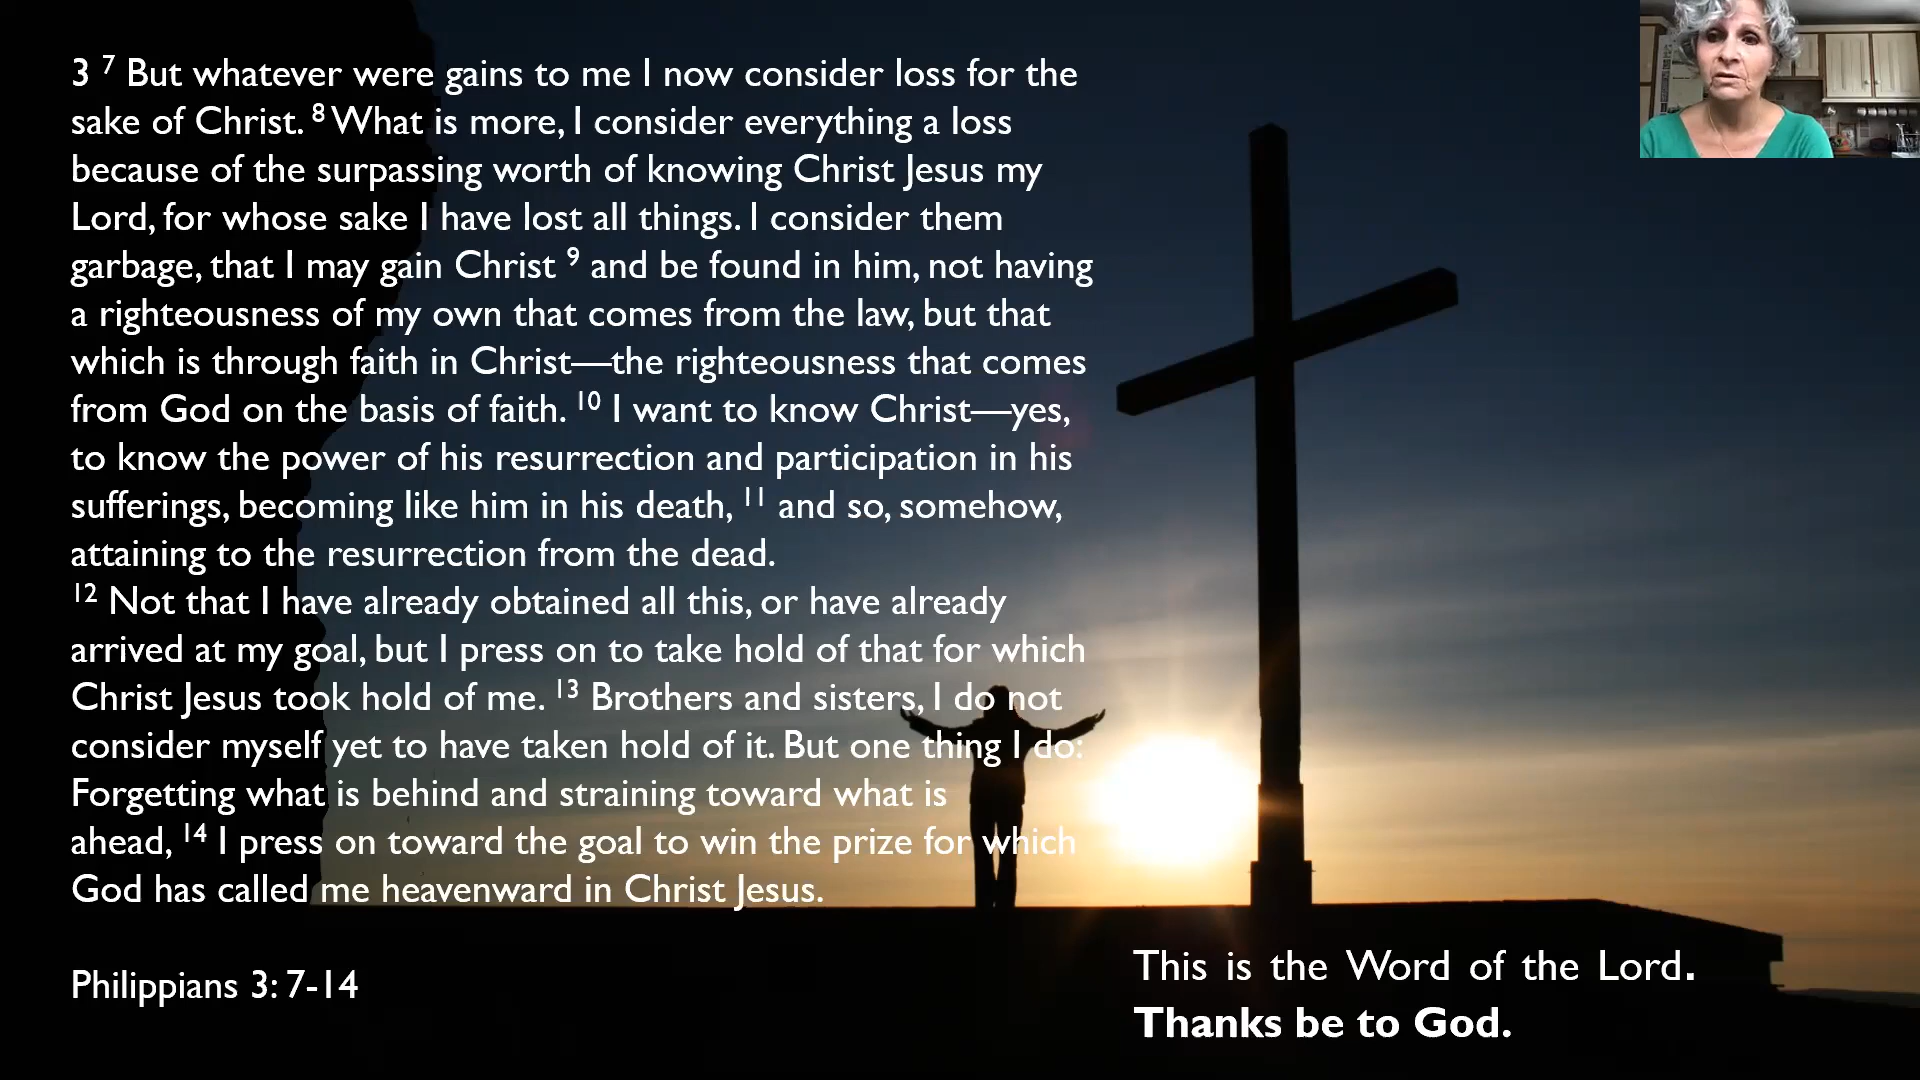 3 7 But whatever were gains to me I now consider loss for the
sake of Christ. 8 What is more, I consider everything a loss
because of the surpassing worth of knowing Christ Jesus my
Lord, for whose sake I have lost all things. I consider them
garbage, that I may gain Christ 9 and be found in him, not having
a righteousness of my own that comes from the law, but that
which is through faith in Christ—the righteousness that comes
from God on the basis of faith. 10 I want to know Christ—yes,
to know the power of his resurrection and participation in his
sufferings, becoming like him in his death, 11 and so, somehow,
attaining to the resurrection from the dead.
12 Not that I have already obtained all this, or have already
arrived at my goal, but I press on to take hold of that for which
Christ Jesus took hold of me. 13 Brothers and sisters, I do not
consider myself yet to have taken hold of it. But one thing I do:
Forgetting what is behind and straining toward what is
ahead, 14 I press on toward the goal to win the prize for which
God has called me heavenward in Christ Jesus.
Philippians 3: 7-14
This is the Word of the Lord.
Thanks be to God.